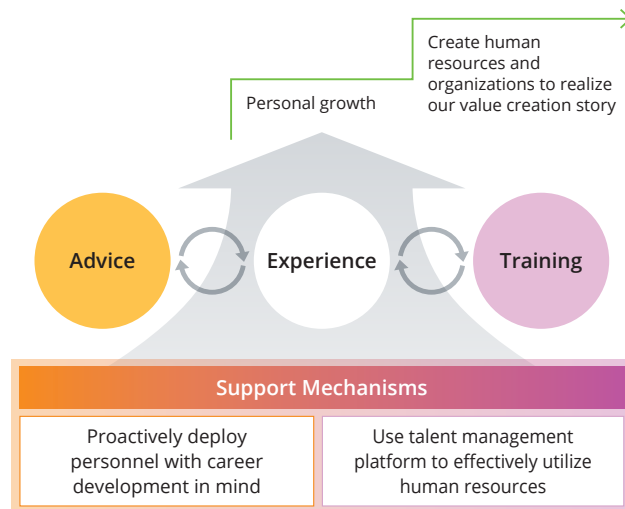 Create human
resources and
organizations to realize
our value creation story
Personal growth
Advice
Experience
Training
Support Mechanisms
Proactively deploy
personnel with career
development in mind
Use talent management
platform to effectively utilize
human resources